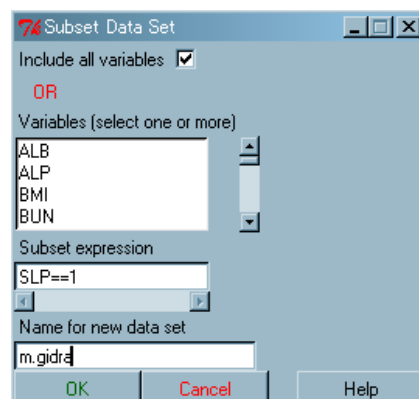 Subset Data Set
Include all variables
OR
Variables (select one or more)
ALB
ALP
BMI
BUN
Subset expression
SLP==1
Name for new data set
m.gidra
OK Cancel Help